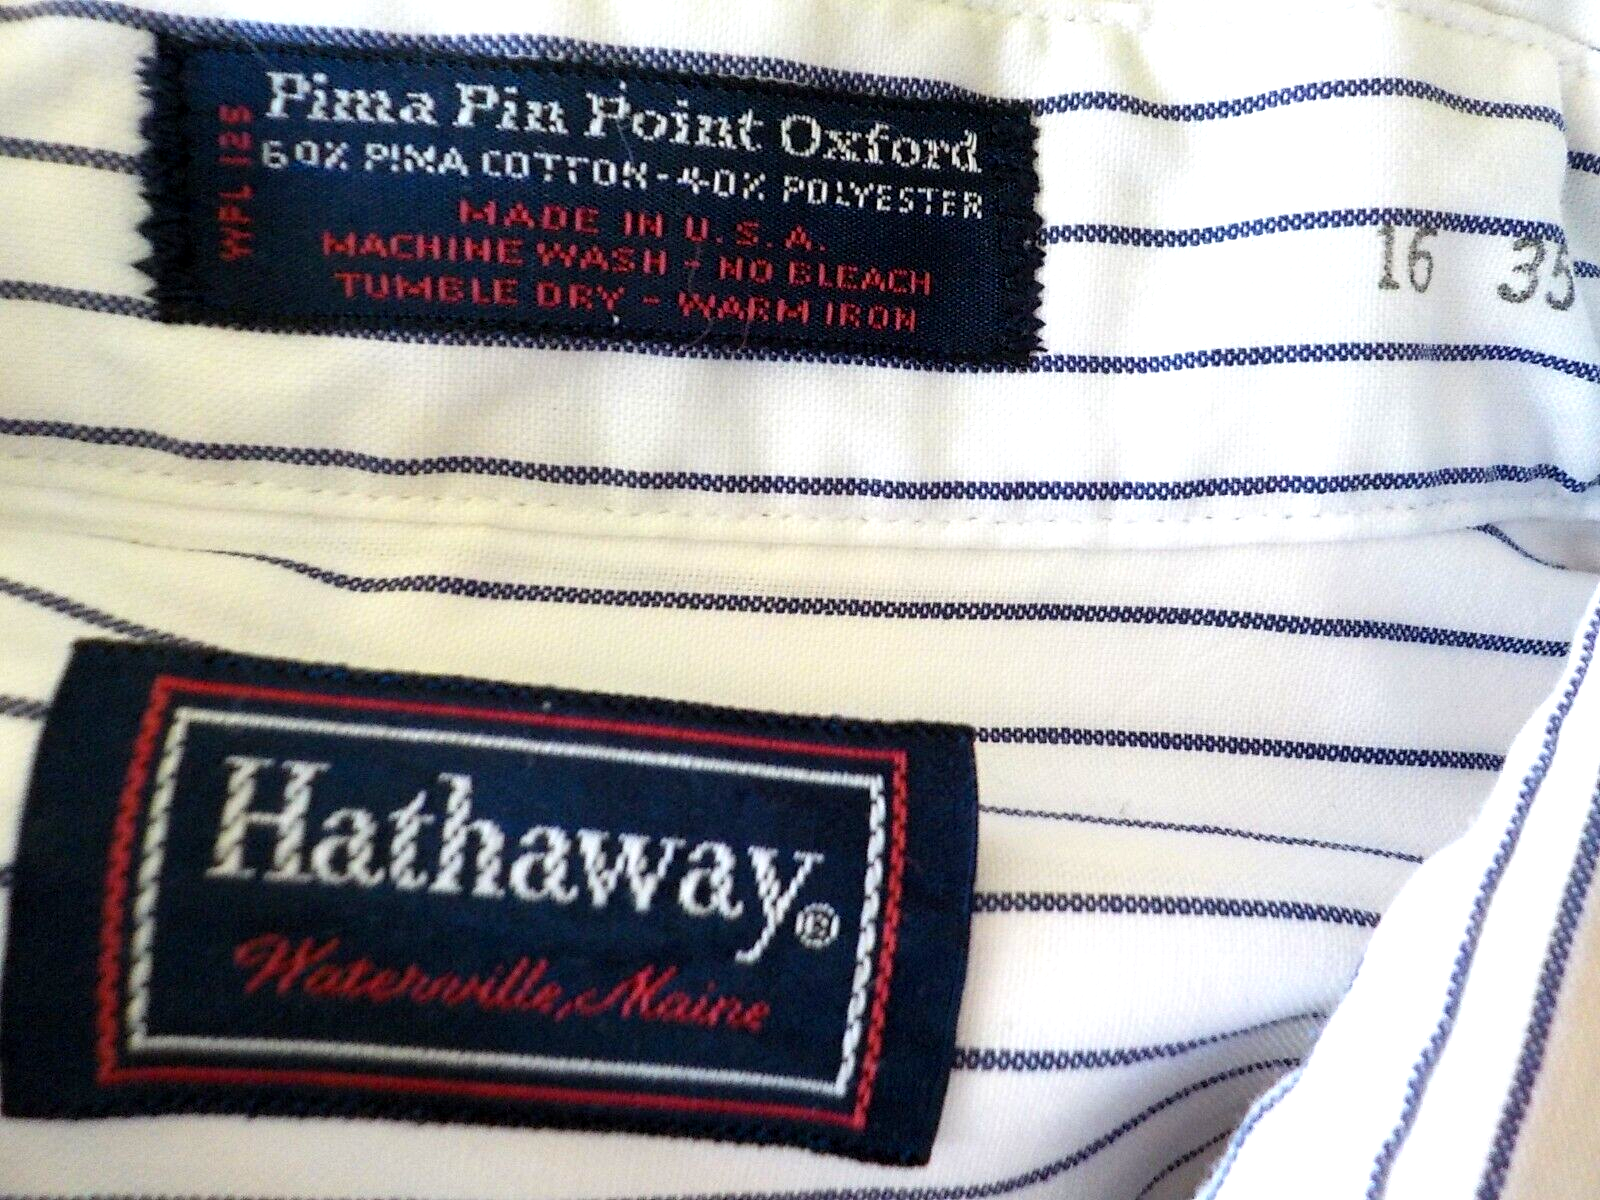 Pima Pin Point Oxford
60% PIMA COTTON - 40% POLYESTER
MADE IN U.S.A.
MACHINE WASH - NO BLEACH
TUMBLE DRY - WARM IRON
WPL 125
16 35
Hathaway®
Waterville, Maine